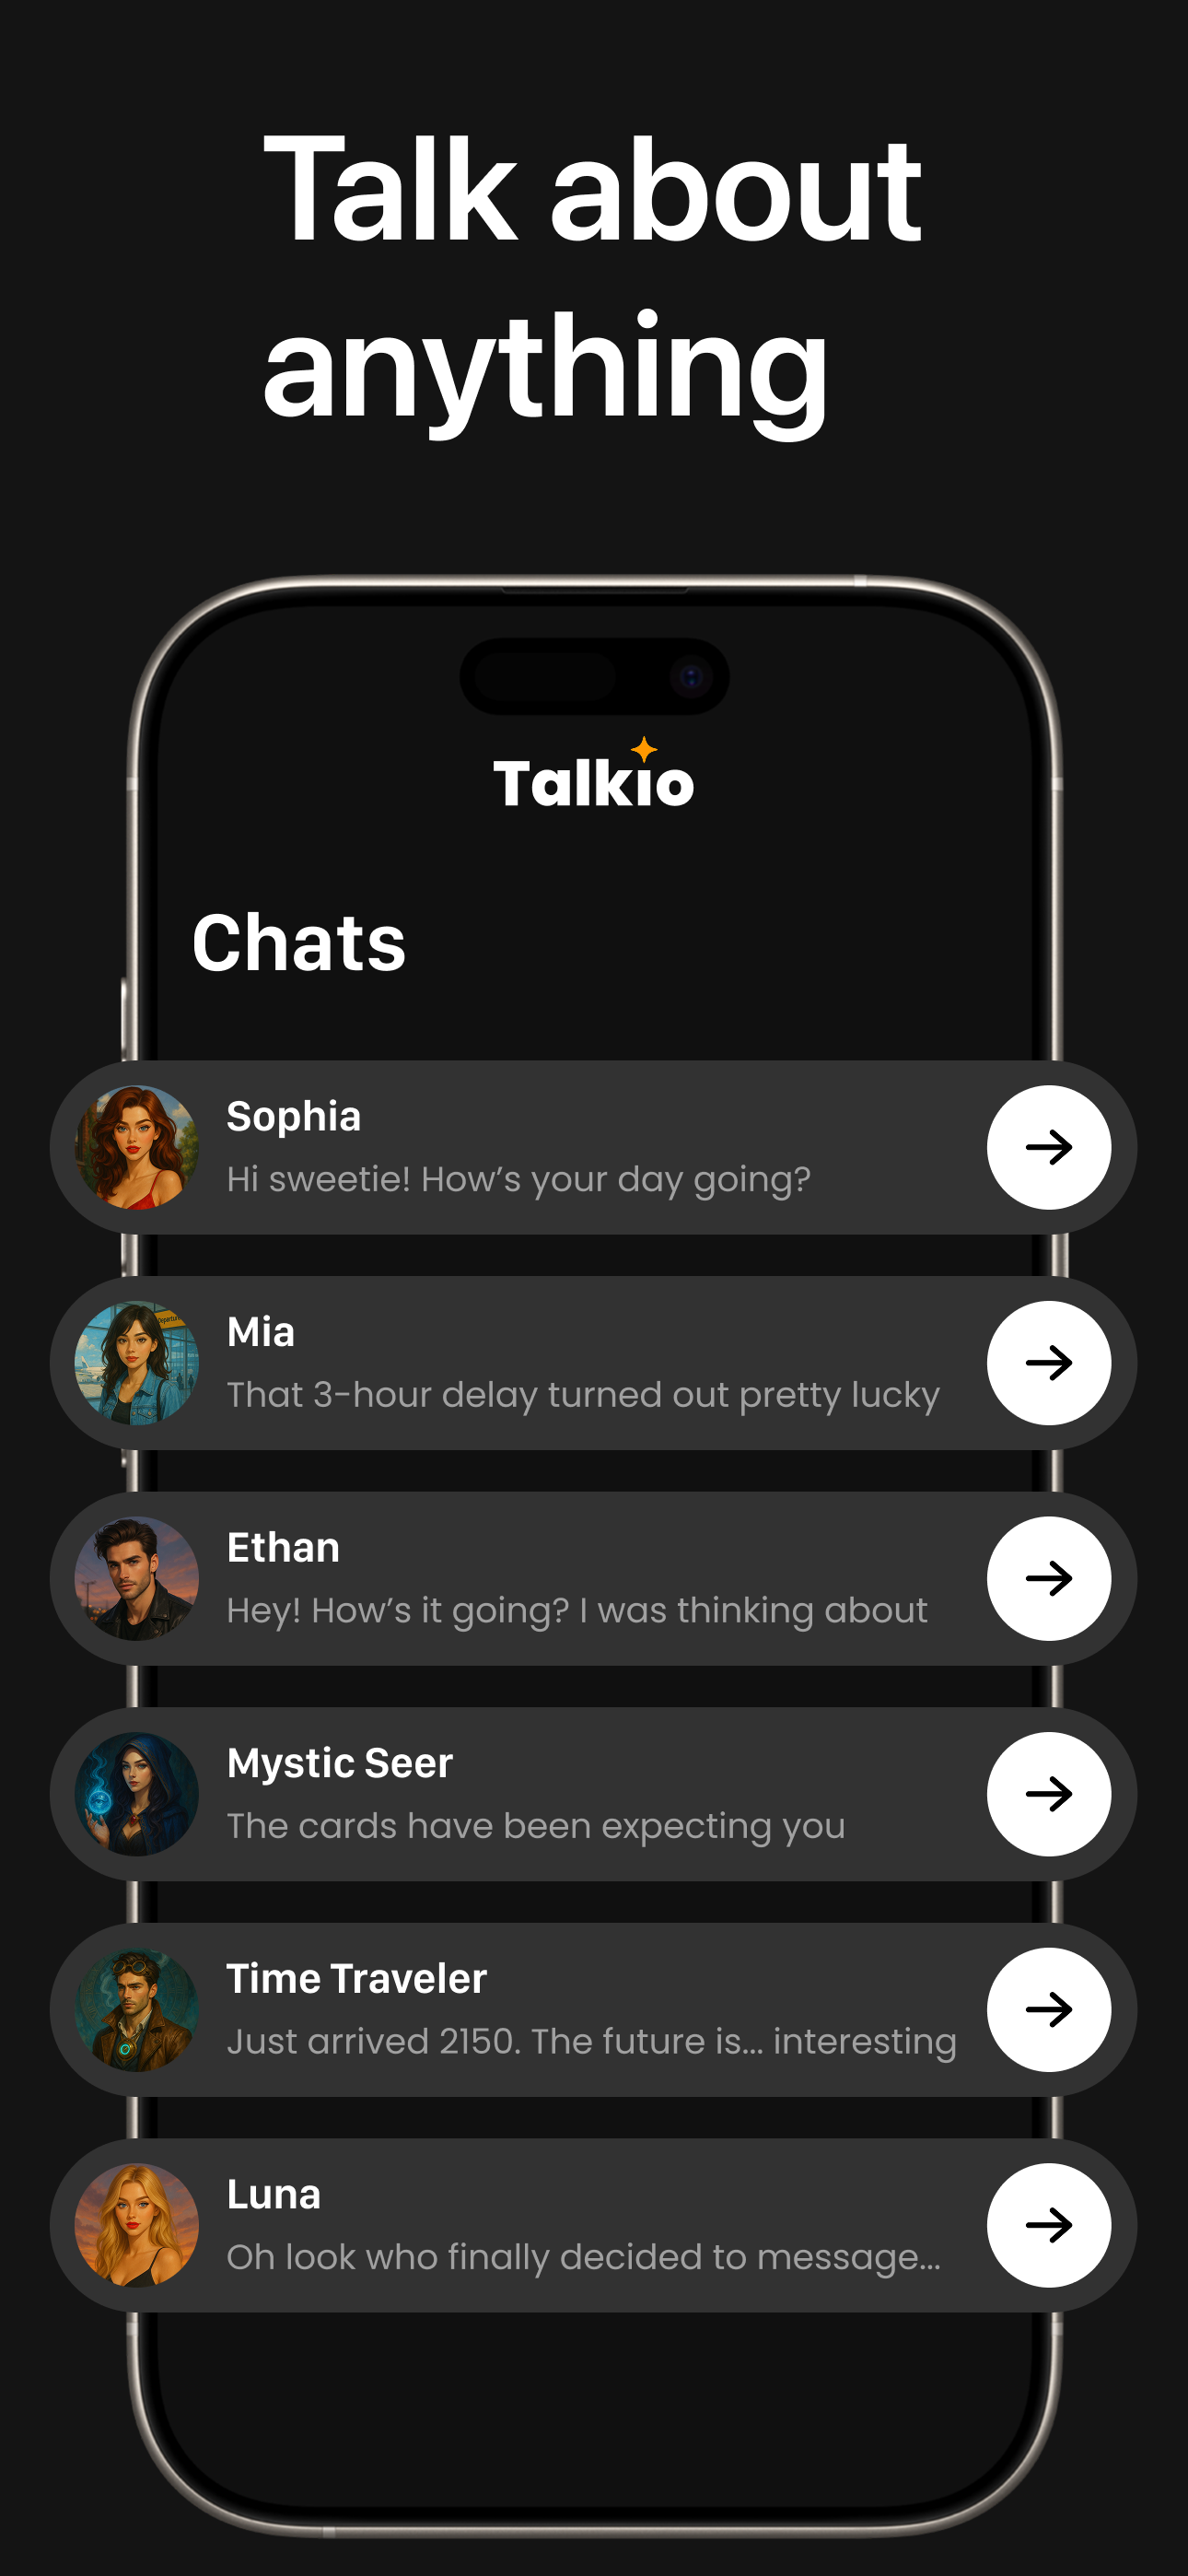 Talk about
anything
Talkio
Chats
Sophia
Hi sweetie! How’s your day going?
Mia
That 3-hour delay turned out pretty lucky
Ethan
Hey! How’s it going? I was thinking about
Mystic Seer
The cards have been expecting you
Time Traveler
Just arrived 2150. The future is... interesting
Luna
Oh look who finally decided to message...